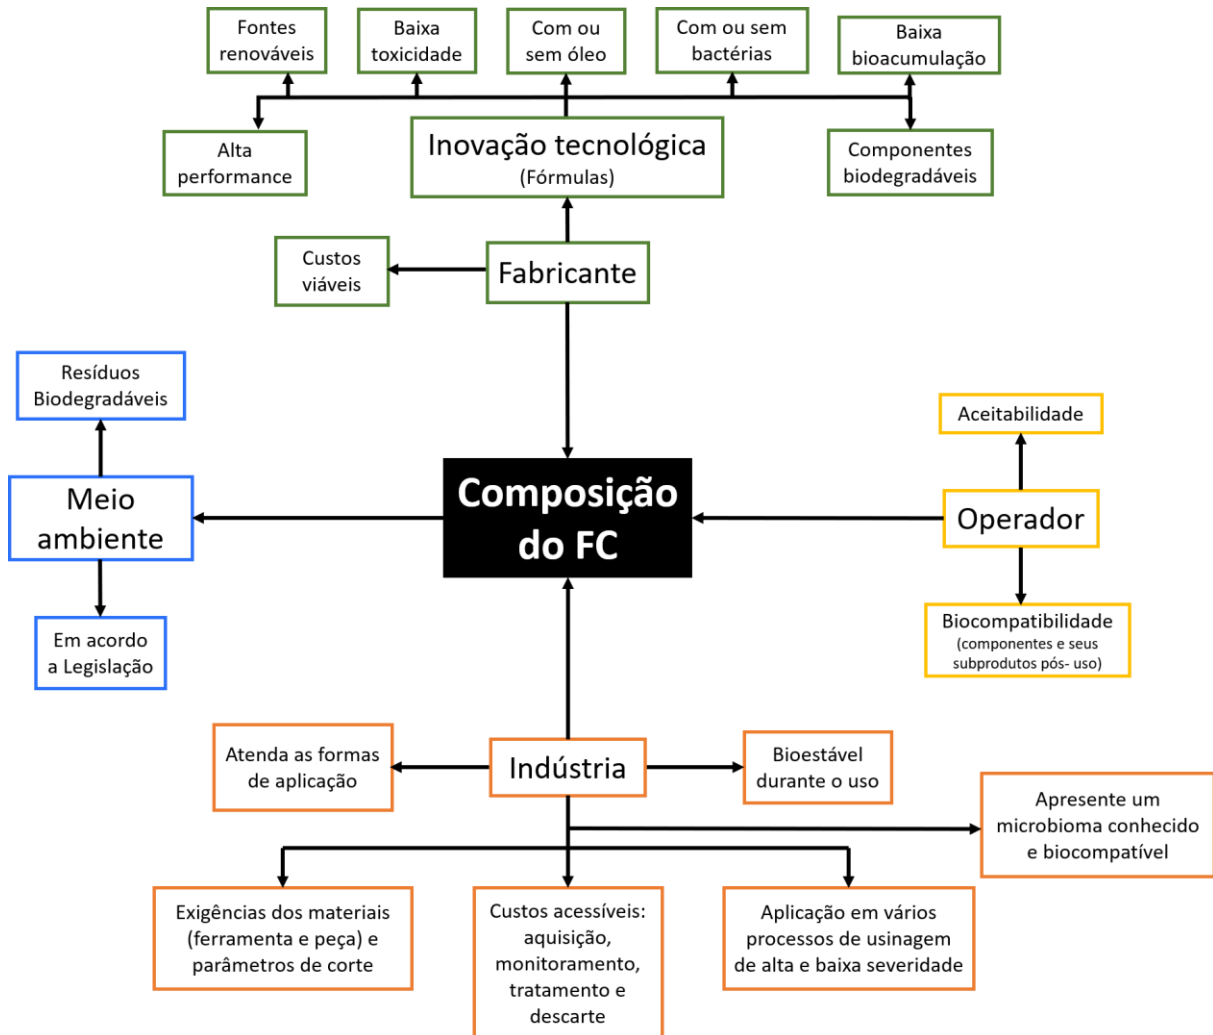 Fontes
renováveis
Baixa
toxicidade
Com ou
sem óleo
Com ou sem
bactérias
Baixa
bioacumulação
Alta
performance
Inovação tecnológica
(Fórmulas)
Componentes
biodegradáveis
Custos
viáveis
Fabricante
Resíduos
Biodegradáveis
Aceitabilidade
Meio
ambiente
Composição
do FC
Operador
Em acordo
a Legislação
Biocompatibilidade
(componentes e seus
subprodutos pós- uso)
Atenda as formas
de aplicação
Indústria
Bioestável
durante o uso
Apresente um
microbioma conhecido
e biocompatível
Exigências dos materiais
(ferramenta e peça) e
parâmetros de corte
Custos acessíveis:
aquisição,
monitoramento,
tratamento e
descarte
Aplicação em vários
processos de usinagem
de alta e baixa severidade